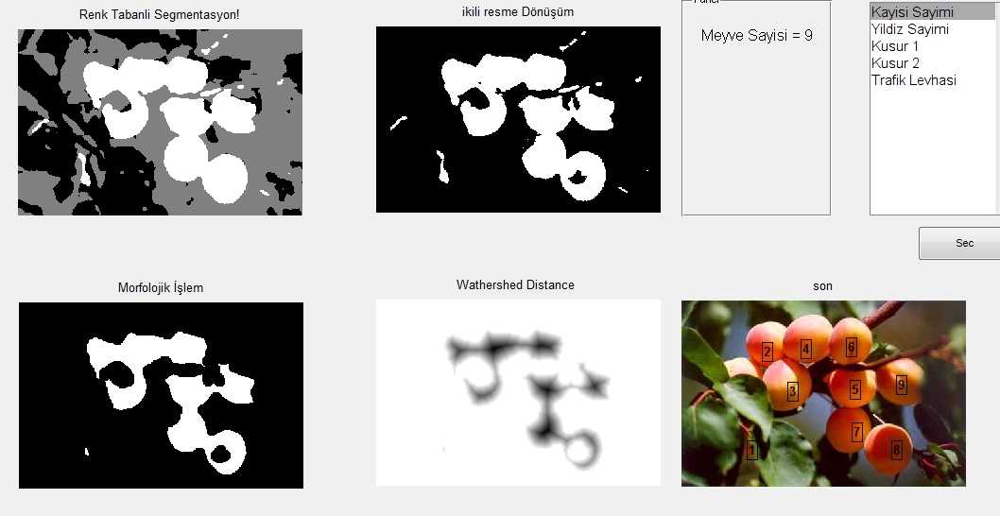 Renk Tabanli Segmentasyon!
ikili resme Dönüşüm
Panel
Meyve Sayisi = 9
Kayisi Sayimi
Yildiz Sayimi
Kusur 1
Kusur 2
Trafik Levhasi
Sec
Morfolojik İşlem
Wathershed Distance
son
2
4
6
3
5
9
7
1
8